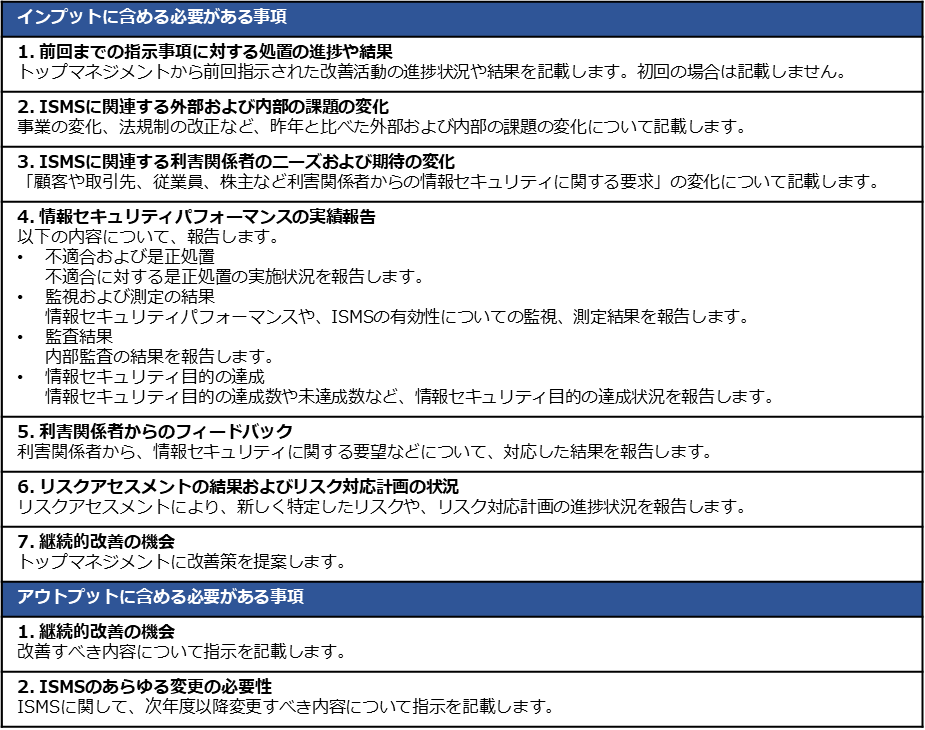 インプットに含める必要がある事項
1. 前回までの指示事項に対する処置の進捗や結果
トップマネジメントから前回指示された改善活動の進捗状況や結果を記載します。初回の場合は記載しません。
2. ISMSに関連する外部および内部の課題の変化
事業の変化、法規制の改正など、昨年と比べた外部および内部の課題の変化について記載します。
3. ISMSに関連する利害関係者のニーズおよび期待の変化
「顧客や取引先、従業員、株主など利害関係者からの情報セキュリティに関する要求」の変化について記載します。
4. 情報セキュリティパフォーマンスの実績報告
以下の内容について、報告します。
• 不適合および是正処置
不適合に対する是正処置の実施状況を報告します。
• 監視および測定の結果
情報セキュリティパフォーマンスや、ISMSの有効性についての監視、測定結果を報告します。
• 監査結果
内部監査の結果を報告します。
• 情報セキュリティ目的の達成
情報セキュリティ目的の達成数や未達成数など、情報セキュリティ目的の達成状況を報告します。
5. 利害関係者からのフィードバック
利害関係者から、情報セキュリティに関する要望などについて、対応した結果を報告します。
6. リスクアセスメントの結果およびリスク対応計画の状況
リスクアセスメントにより、新しく特定したリスクや、リスク対応計画の進捗状況を報告します。
7. 継続的改善の機会
トップマネジメントに改善策を提案します。
アウトプットに含める必要がある事項
1. 継続的改善の機会
改善すべき内容について指示を記載します。
2. ISMSのあらゆる変更の必要性
ISMSに関して、次年度以降変更すべき内容について指示を記載します。